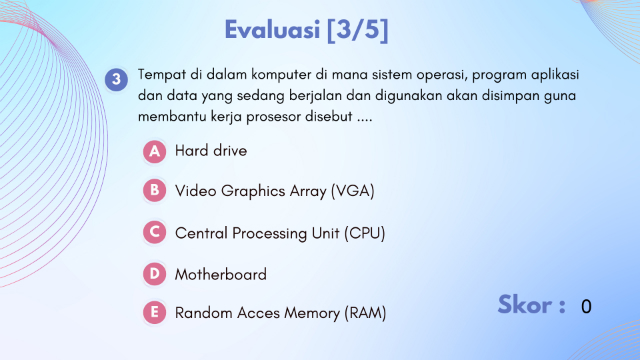 Evaluasi [3/5]
3
Tempat di dalam komputer di mana sistem operasi, program aplikasi
dan data yang sedang berjalan dan digunakan akan disimpan guna
membantu kerja prosesor disebut ....
A Hard drive
B Video Graphics Array (VGA)
C Central Processing Unit (CPU)
D Motherboard
E Random Acces Memory (RAM)
Skor : 0